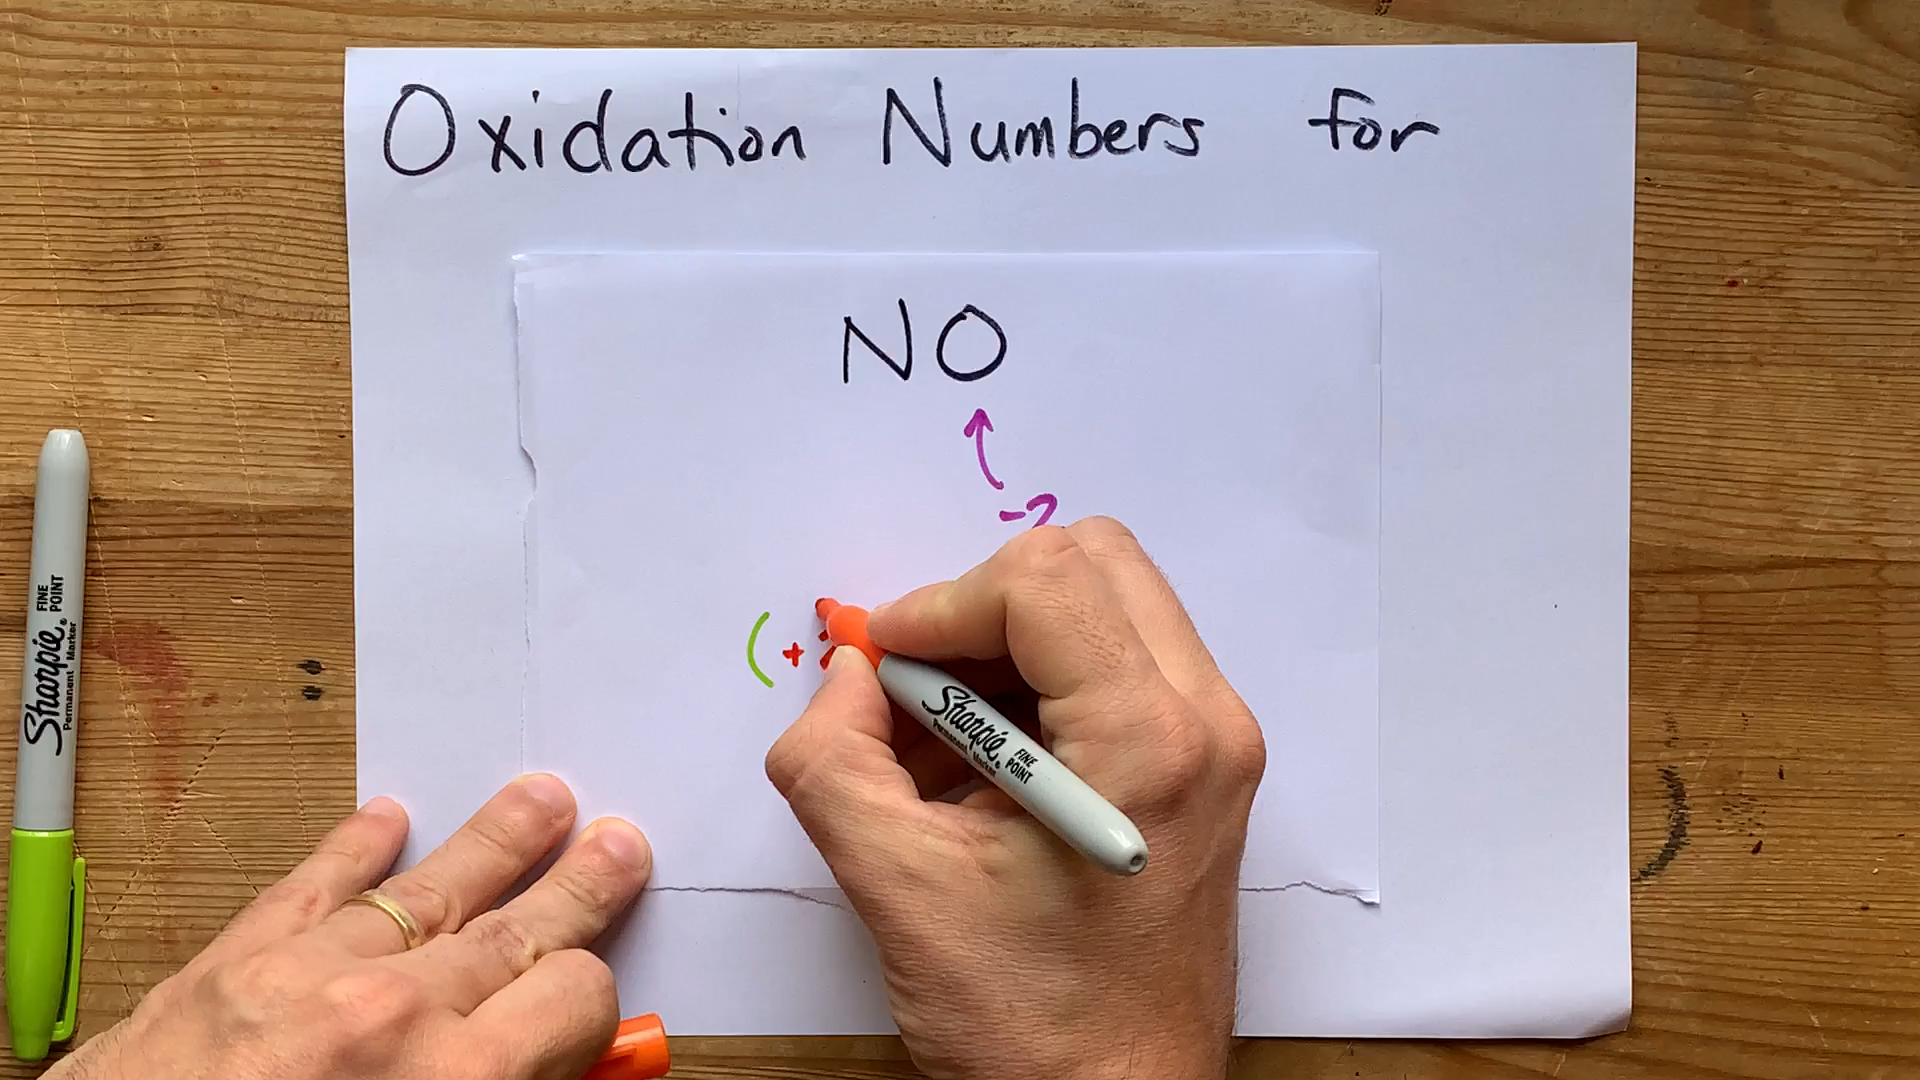 Oxidation Numbers for
NO
-2
( +
Sharpie. FINE POINT
Permanent Marker
Sharpie. FINE POINT
Permanent Marker